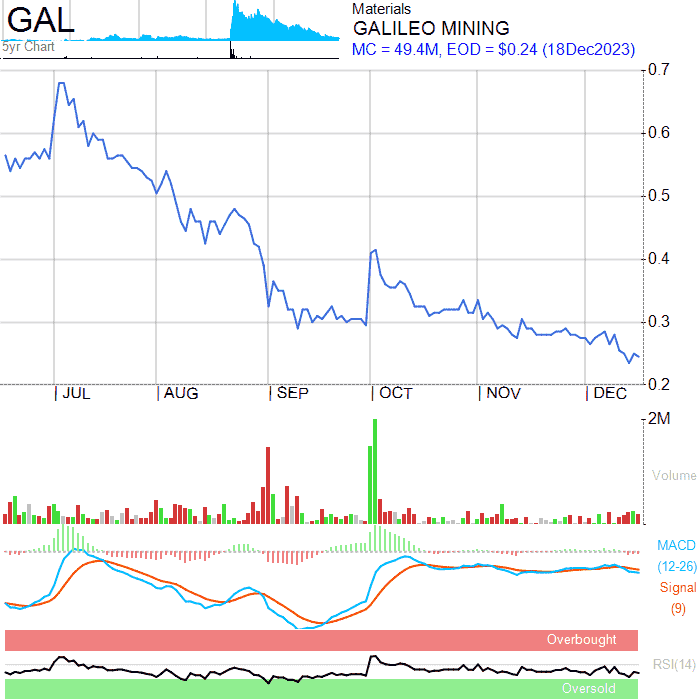 GAL
5yr Chart
Materials
GALILEO MINING
MC = 49.4M, EOD = $0.24 (18Dec2023)
0.7
0.6
0.5
0.4
0.3
0.2
JUL AUG SEP OCT NOV DEC
2M
Volume
MACD
(12-26)
Signal
(9)
Overbought
RSI(14)
Oversold